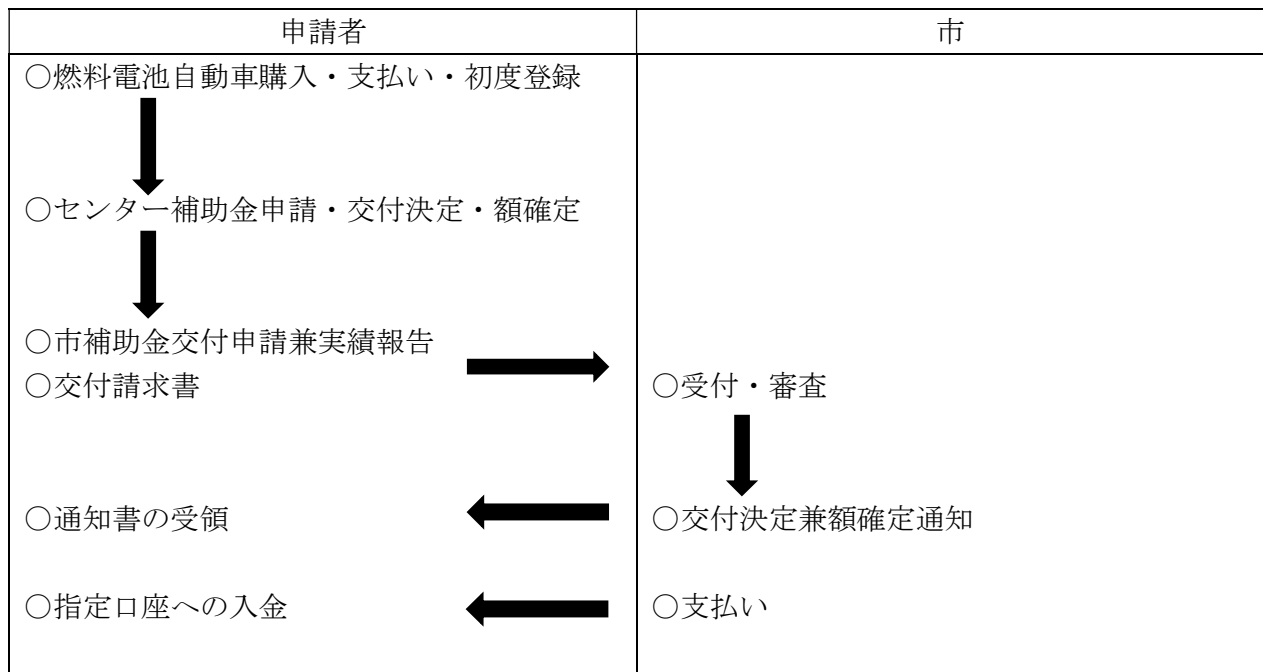 申請者
市
○燃料電池自動車購入・支払い・初度登録
○センター補助金申請・交付決定・額確定
○市補助金交付申請兼実績報告
○交付請求書
○受付・審査
○通知書の受領
○交付決定兼額確定通知
○指定口座への入金
○支払い